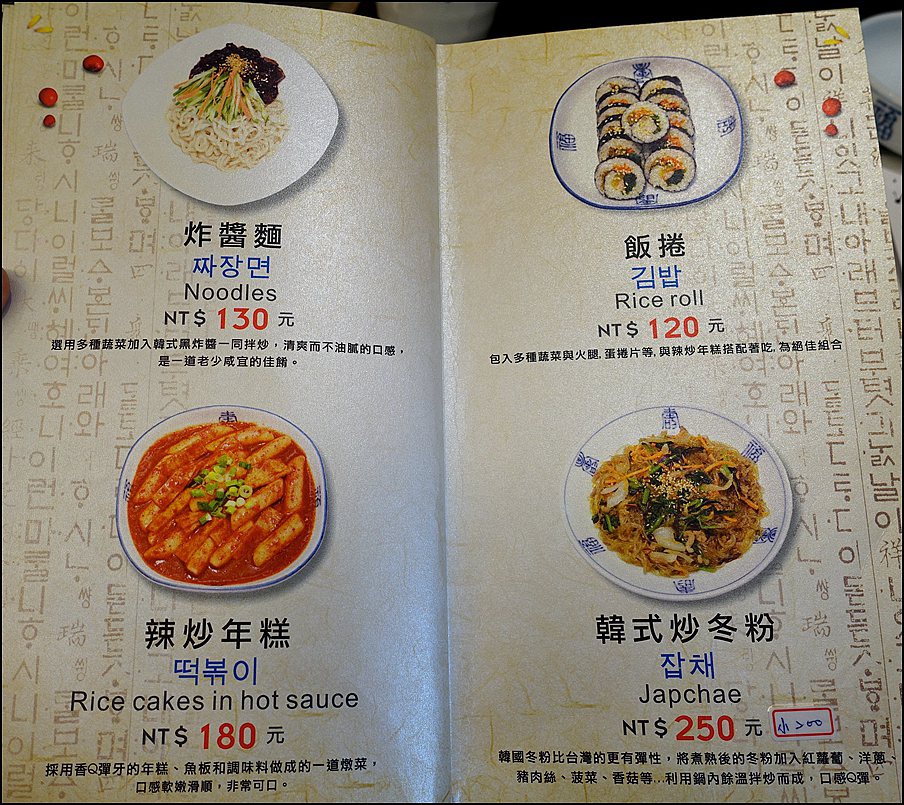 炸醬麵
짜장면
Noodles
NT$ 130 元
選用多種蔬菜加入韓式黑炸醬一同拌炒，清爽而不油膩的口感，
是一道老少咸宜的佳餚。
辣炒年糕
떡볶이
Rice cakes in hot sauce
NT$ 180 元
採用香Q彈牙的年糕、魚板和調味料做成的一道燉菜，
口感軟嫩滑順，非常可口。
飯捲
김밥
Rice roll
NT$ 120 元
包入多種蔬菜與火腿,蛋捲片等,與辣炒年糕搭配著吃,為絕佳組合
韓式炒冬粉
잡채
Japchae
NT$ 250 元
韓國冬粉比台灣的更有彈性，將煮熟後的冬粉加入紅蘿蔔、洋蔥、
豬肉絲、菠菜、香菇等...利用鍋內餘溫拌炒而成，口感Q彈。